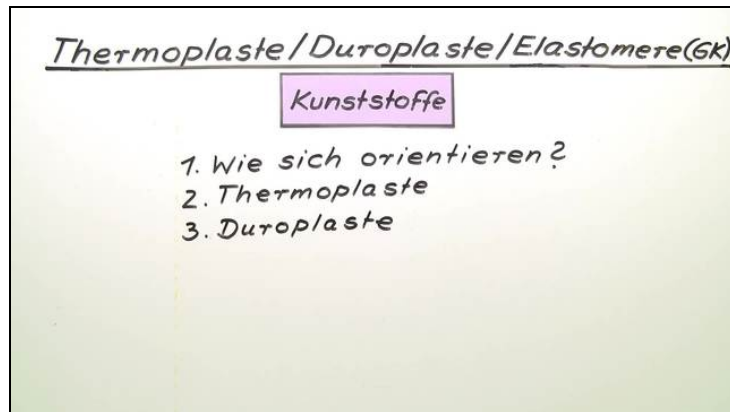 Thermoplaste/Duroplaste/Elastomere(GK)
Kunststoffe
1. Wie sich orientieren?
2. Thermoplaste
3. Duroplaste